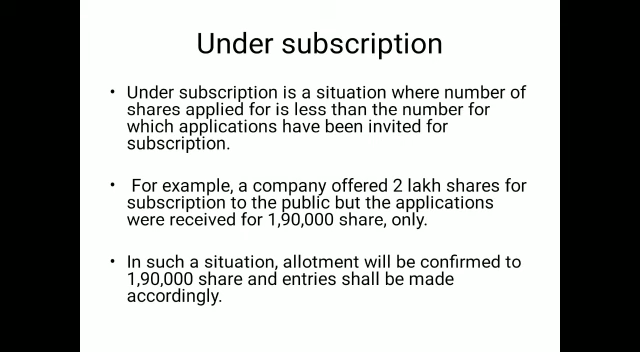 Under subscription
• Under subscription is a situation where number of
shares applied for is less than the number for
which applications have been invited for
subscription.
• For example, a company offered 2 lakh shares for
subscription to the public but the applications
were received for 1,90,000 share, only.
• In such a situation, allotment will be confirmed to
1,90,000 share and entries shall be made
accordingly.